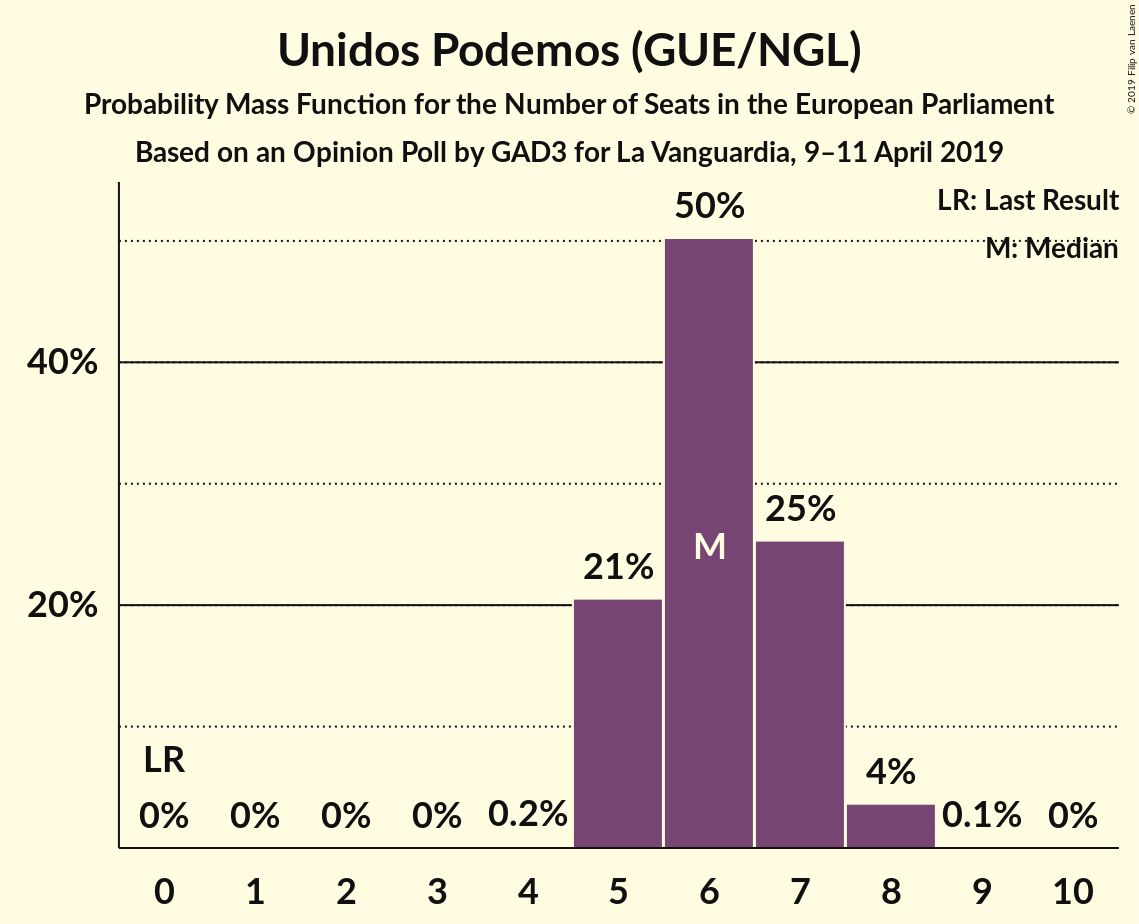 Unidos Podemos (GUE/NGL)
Probability Mass Function for the Number of Seats in the European Parliament
Based on an Opinion Poll by GAD3 for La Vanguardia, 9–11 April 2019
© 2019 Filip van Laenen
LR: Last Result
M: Median
50%
40%
25%
M
21%
20%
LR
4%
0% 0% 0% 0% 0.2% 0.1% 0%
0 1 2 3 4 5 6 7 8 9 10